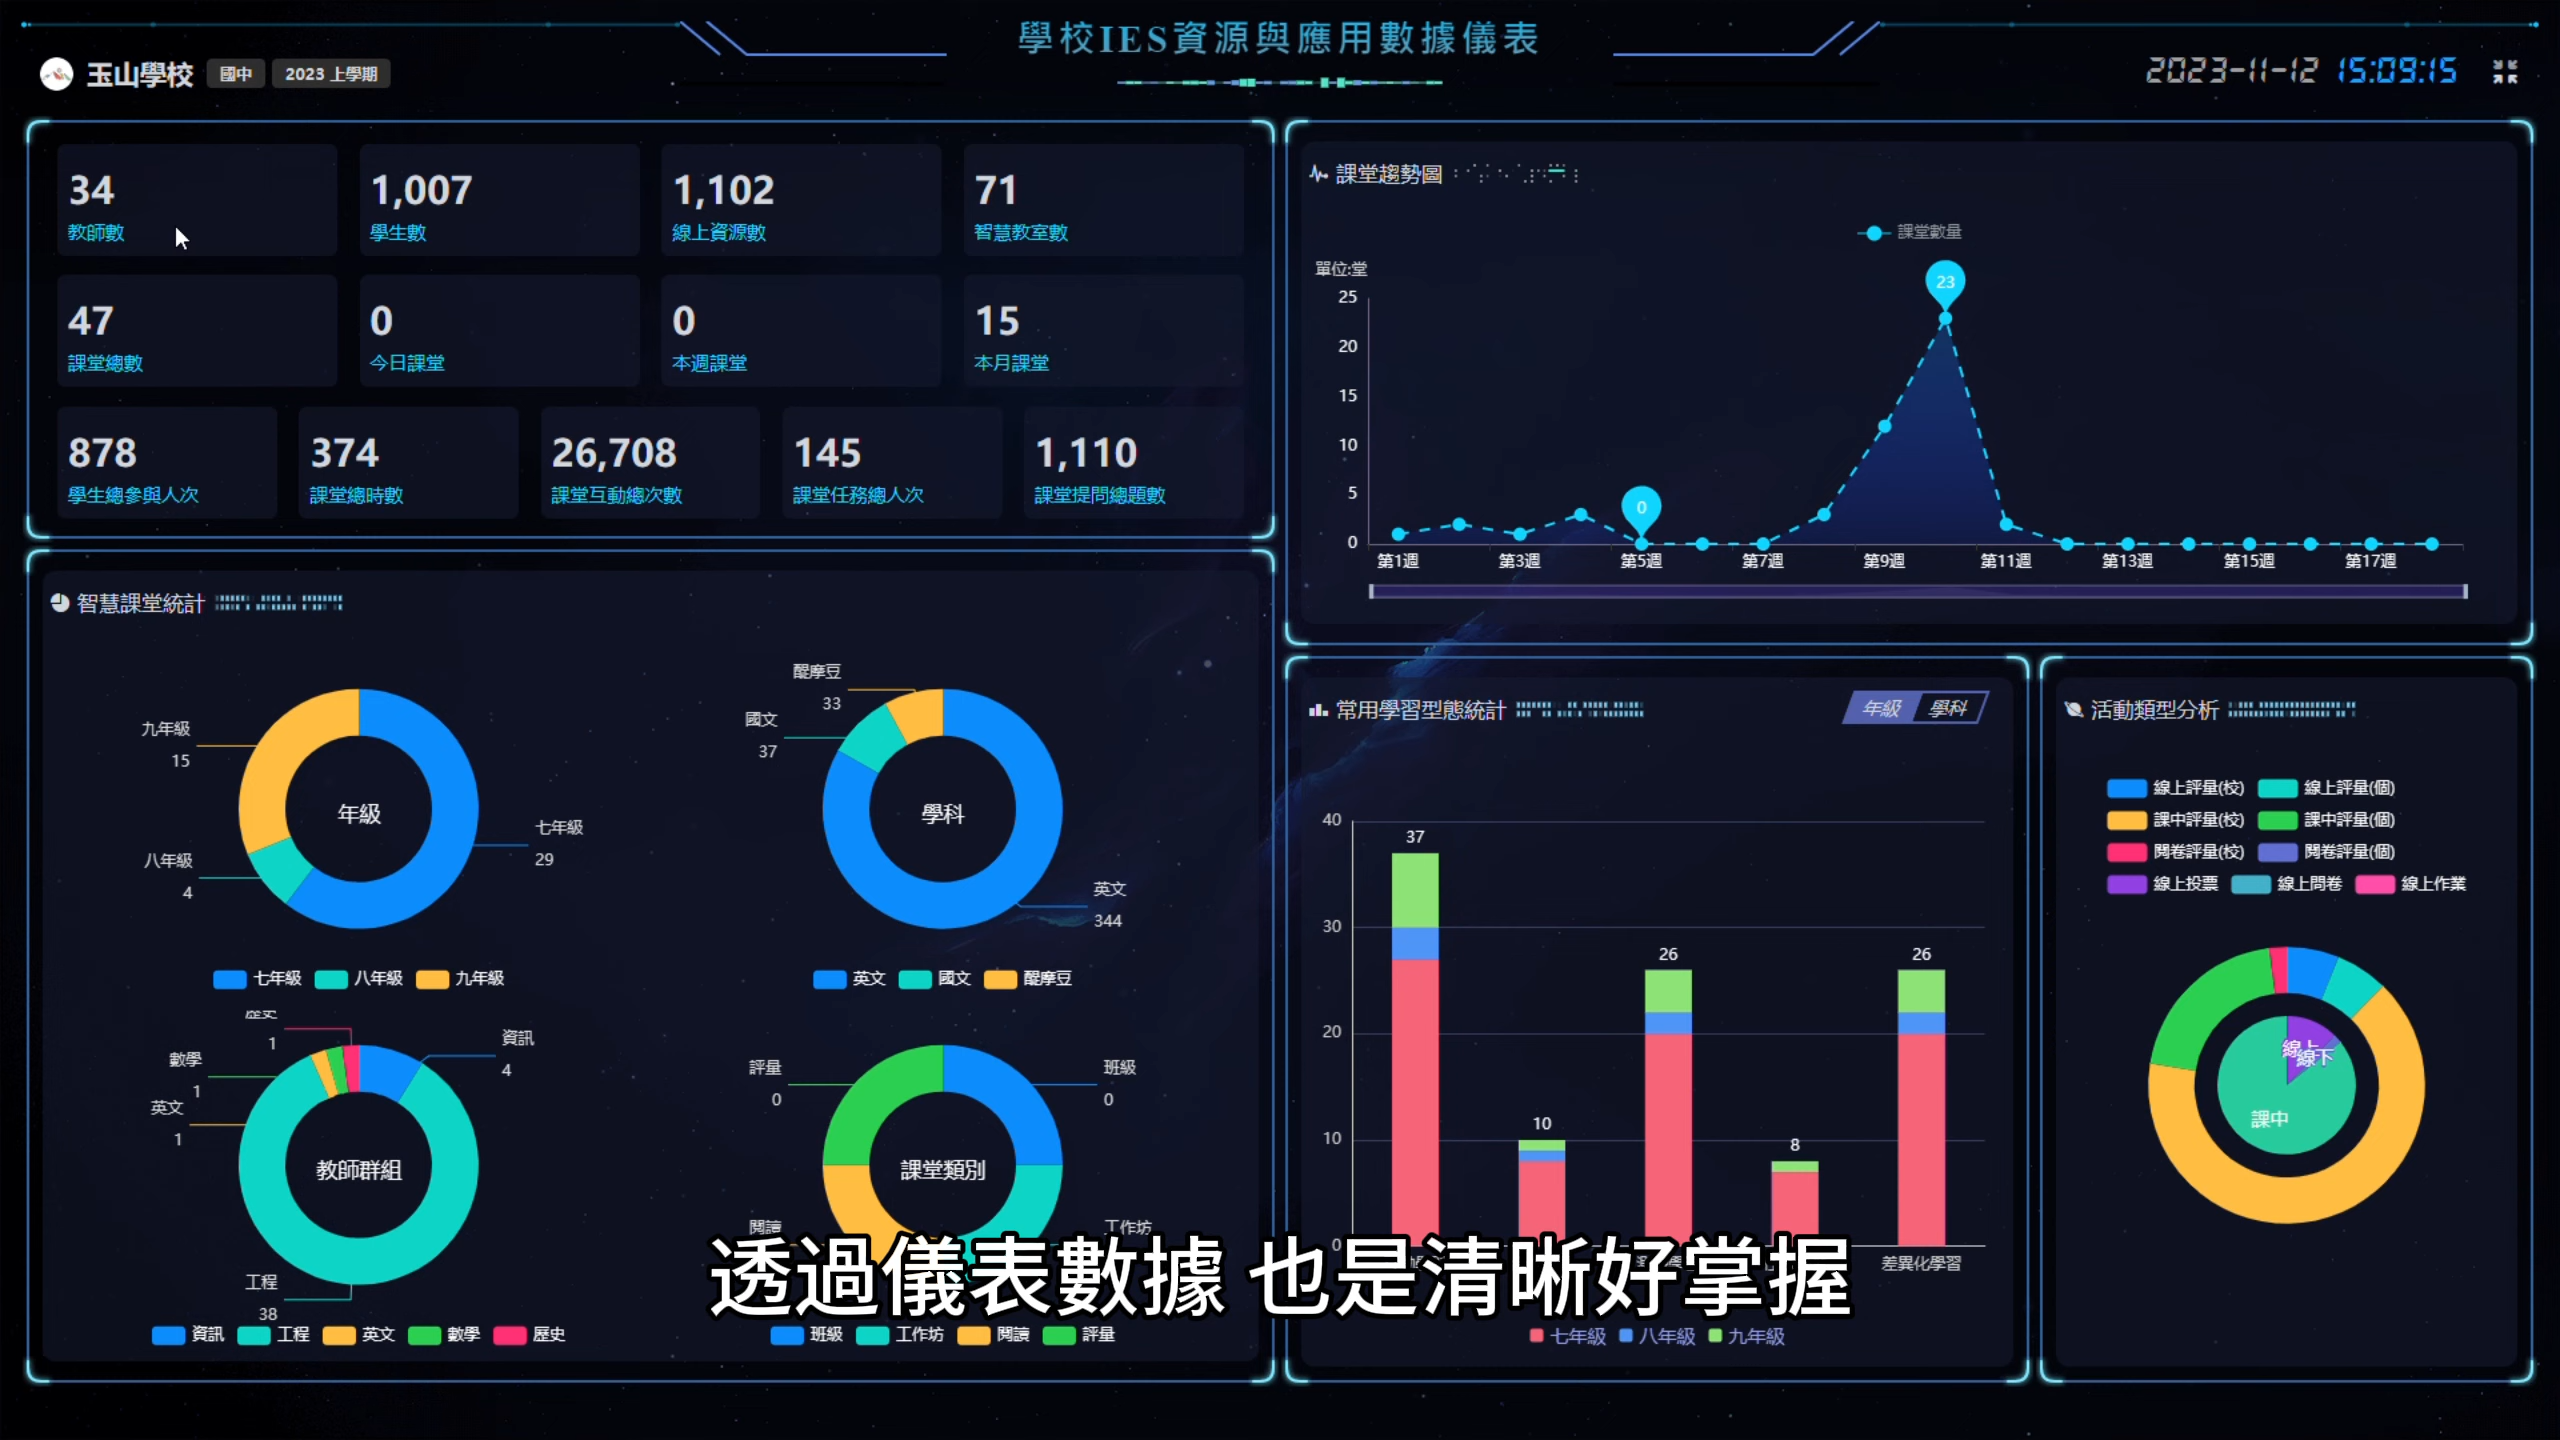 學校IES資源與應用數據儀表
玉山學校 國中 2023 上學期
2023-11-12 15:09:15
34
教師數
1,007
學生數
1,102
線上資源數
71
智慧教室數
47
課堂總數
0
今日課堂
0
本週課堂
15
本月課堂
878
學生總參與人次
374
課堂總時數
26,708
課堂互動總次數
145
課堂任務總人次
1,110
課堂提問總題數
課堂趨勢圖
課堂數量
單位:堂
25
20
15
10
5
0
23
0
第1週 第3週 第5週 第7週 第9週 第11週 第13週 第15週 第17週
智慧課堂統計
年級
九年級
15
八年級
4
七年級
29
七年級 八年級 九年級
學科
醍摩豆
33
國文
37
英文
344
英文 國文 醍摩豆
教師群組
歷史
1
數學
1
英文
1
資訊
4
工程
38
資訊 工程 英文 數學 歷史
課堂類別
評量
0
班級
0
閱讀
工作坊
班級 工作坊 閱讀 評量
常用學習型態統計
年級 學科
40
30
20
10
0
37
10
26
8
26
差異化學習
七年級 八年級 九年級
活動類型分析
線上評量(校) 線上評量(個)
課中評量(校) 課中評量(個)
閱卷評量(校) 閱卷評量(個)
線上投票 線上問卷 線上作業
線上
線下
課中
透過儀表數據 也是清晰好掌握